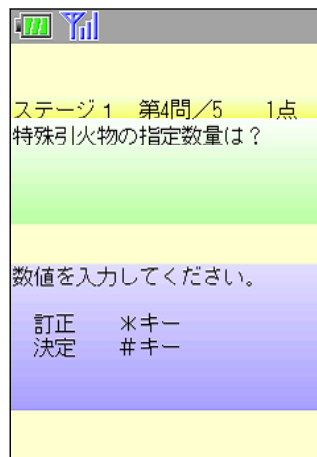 ステージ1 第4問／5 1点
特殊引火物の指定数量は？
数値を入力してください。
訂正 ＊キー
決定 ＃キー